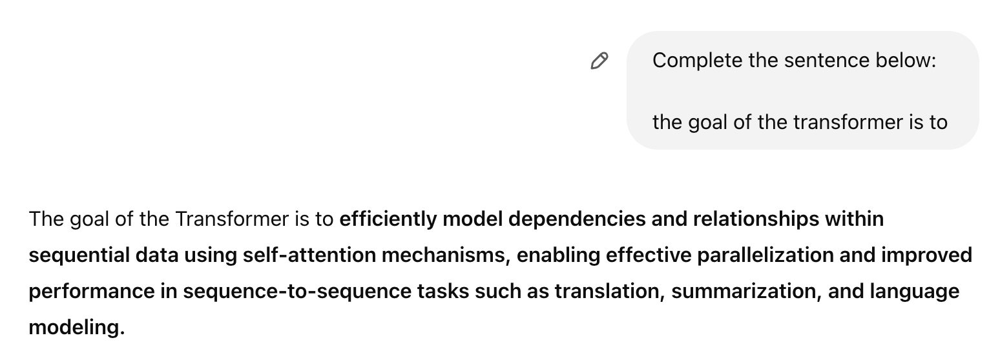 Complete the sentence below:
the goal of the transformer is to
The goal of the Transformer is to efficiently model dependencies and relationships within
sequential data using self-attention mechanisms, enabling effective parallelization and improved
performance in sequence-to-sequence tasks such as translation, summarization, and language
modeling.